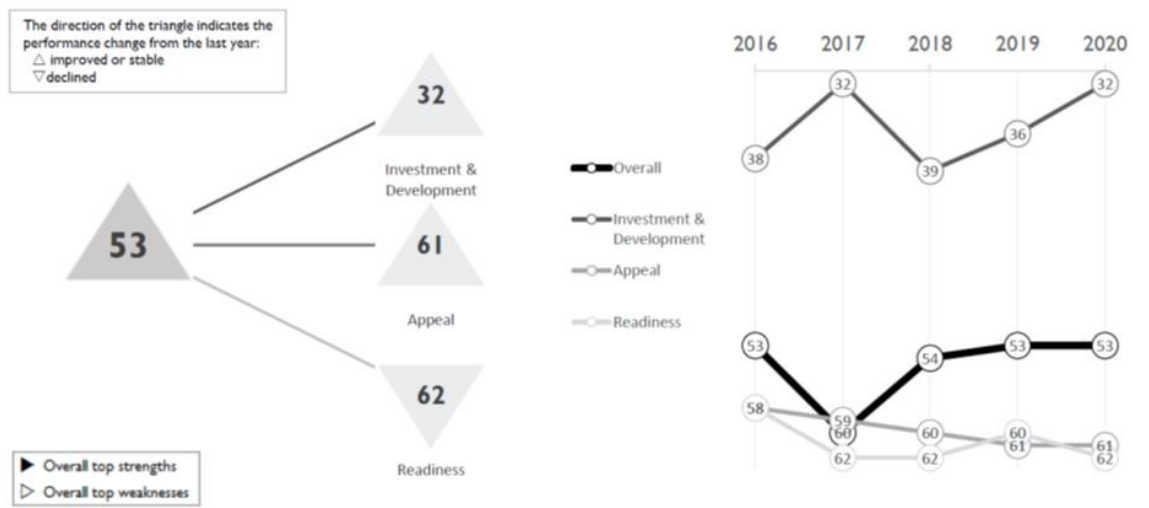 The direction of the triangle indicates the
performance change from the last year:
△ improved or stable
▽ declined
53
32
Investment &
Development
61
Appeal
62
Readiness
▶ Overall top strengths
▷ Overall top weaknesses
Overall
Investment &
Development
Appeal
Readiness
2016 2017 2018 2019 2020
32 32
36
38
39
53 53 53
54
58 59
60 60 60
61 61
62 62 62